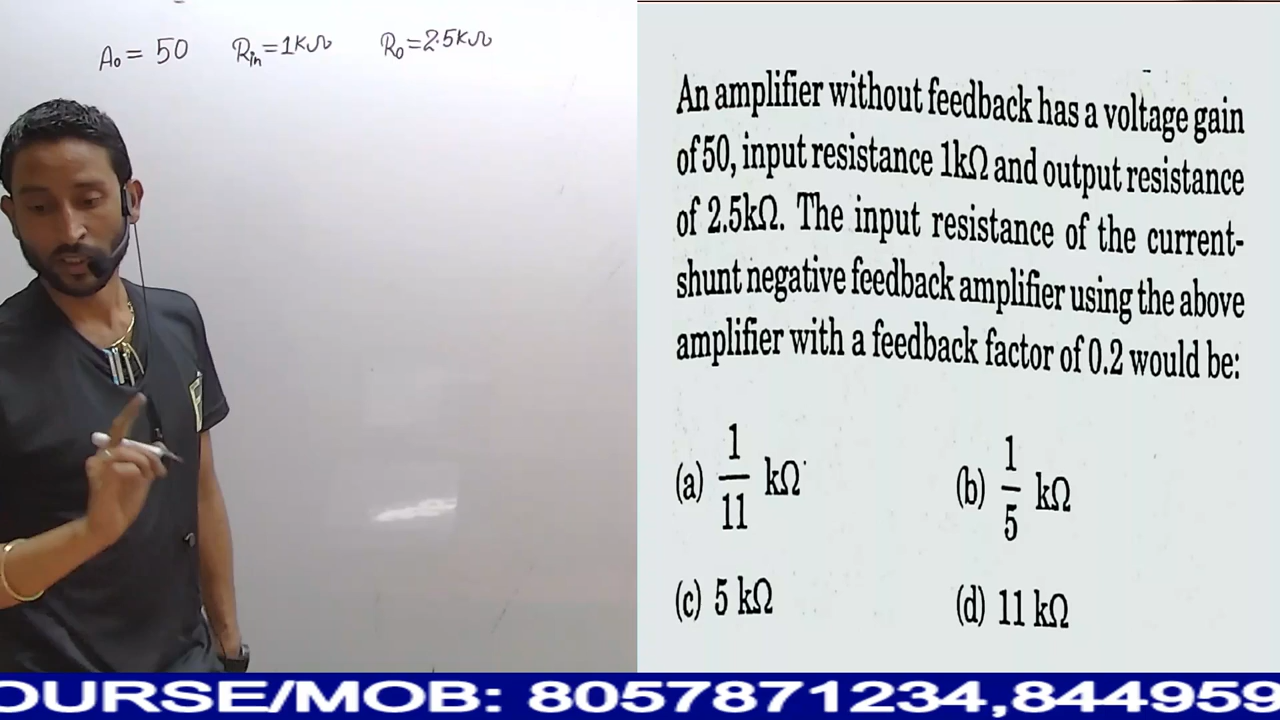 A₀ = 50 Rin = 1KΩ R₀ = 2.5KΩ
An amplifier without feedback has a voltage gain
of 50, input resistance 1kΩ and output resistance
of 2.5kΩ. The input resistance of the current-
shunt negative feedback amplifier using the above
amplifier with a feedback factor of 0.2 would be:
(a) 1/11 kΩ (b) 1/5 kΩ
(c) 5 kΩ (d) 11 kΩ
OURSE/MOB: 8057871234,844959